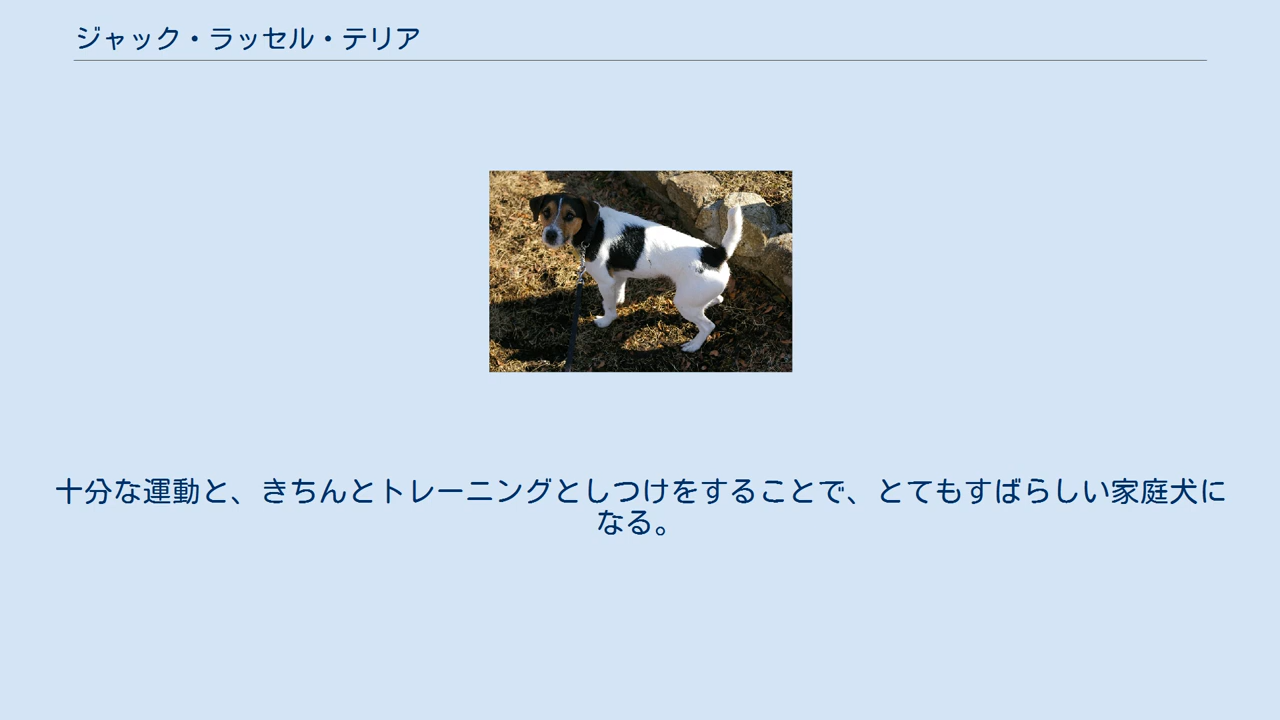 ジャック・ラッセル・テリア
十分な運動と、きちんとトレーニングとしつけをすることで、とてもすばらしい家庭犬に
なる。